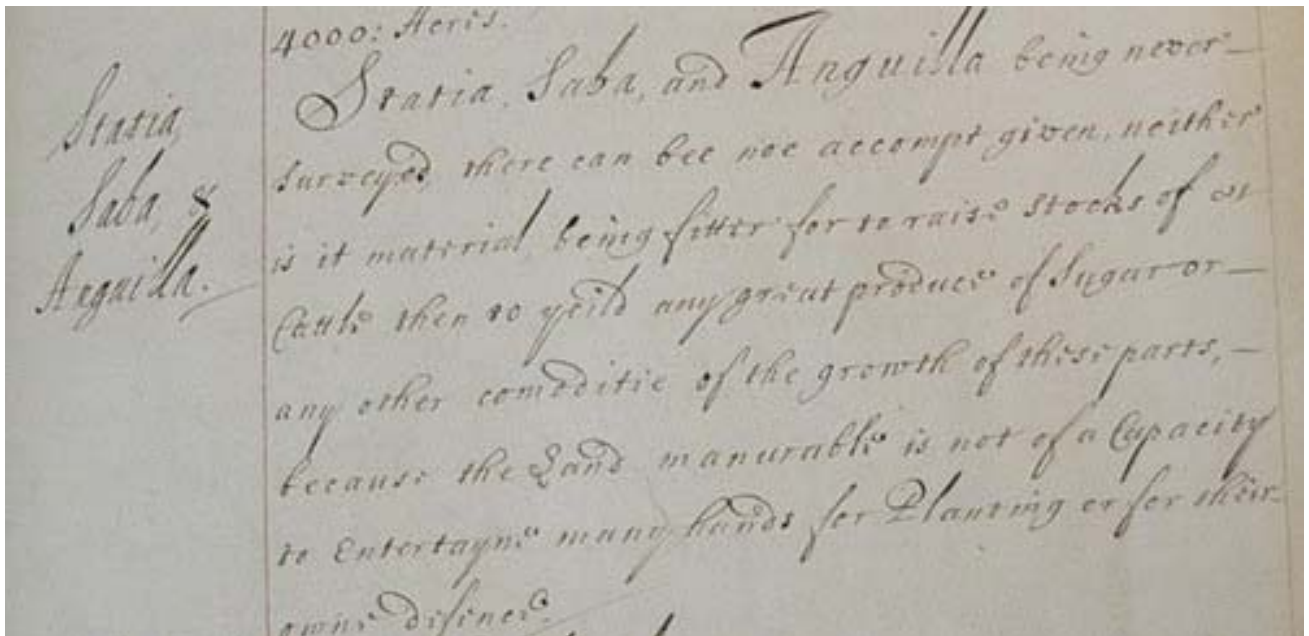 4000: Acres.
Statia,
Saba, &
Anguilla.
Statia, Saba, and Anguilla being never
surveyed, there can bee noe accompt given, neither
is it material, being fitter for to raise stocks of
Cattle then to yeild any great produce of Sugar or
any other comoditie of the growth of these parts,
because the Land manurable is not of a Capacity
to Entertayne many hands for Planting or for their
owne defence.